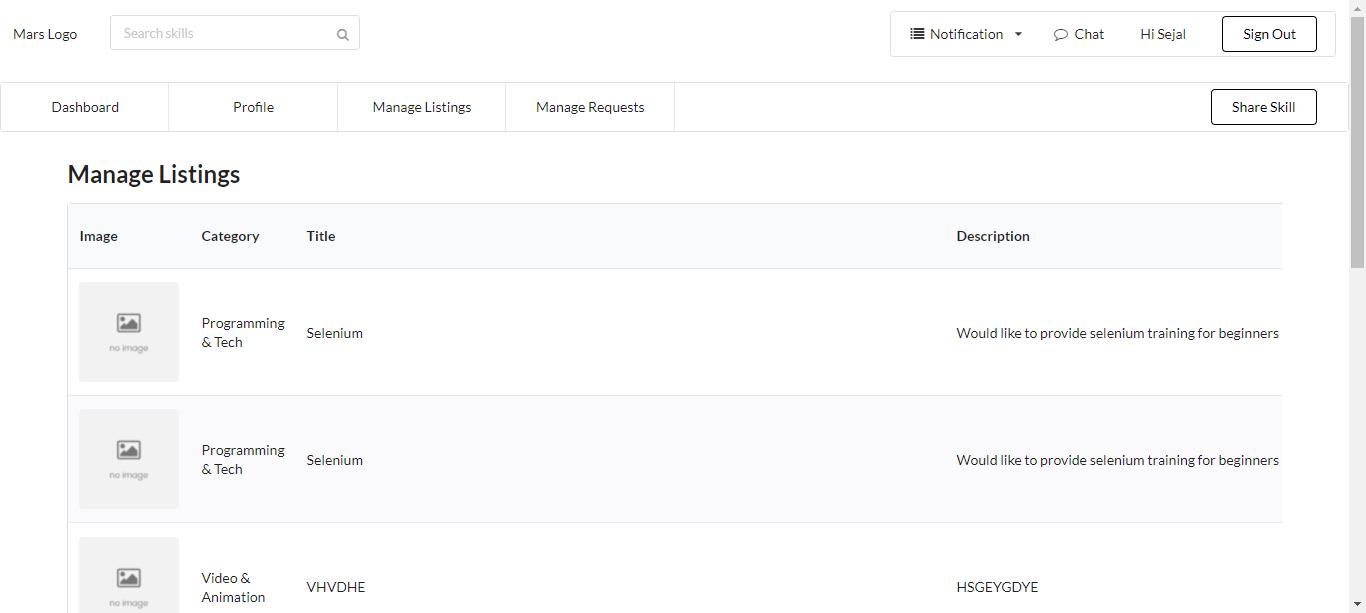 Mars Logo
Search skills
Notification
Chat
Hi Sejal
Sign Out
Dashboard
Profile
Manage Listings
Manage Requests
Share Skill
Manage Listings
Image Category Title Description
no image
Programming
& Tech
Selenium
Would like to provide selenium training for beginners
no image
Programming
& Tech
Selenium
Would like to provide selenium training for beginners
no image
Video &
Animation
VHVDHE
HSGEYGDYE